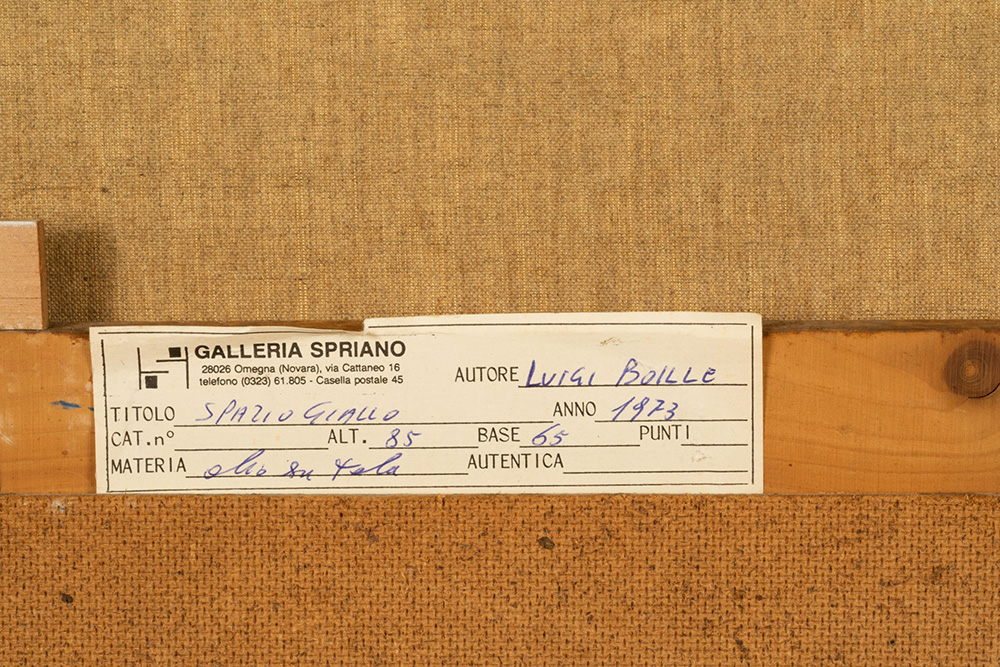 GALLERIA SPRIANO
28026 Omegna (Novara), via Cattaneo 16
telefono (0323) 61.805 - Casella postale 45
AUTORE LUIGI BOILLE
TITOLO SPAZIO GIALLO ANNO 1973
CAT.n° ALT. 85 BASE 65 PUNTI
MATERIA olio su tela AUTENTICA